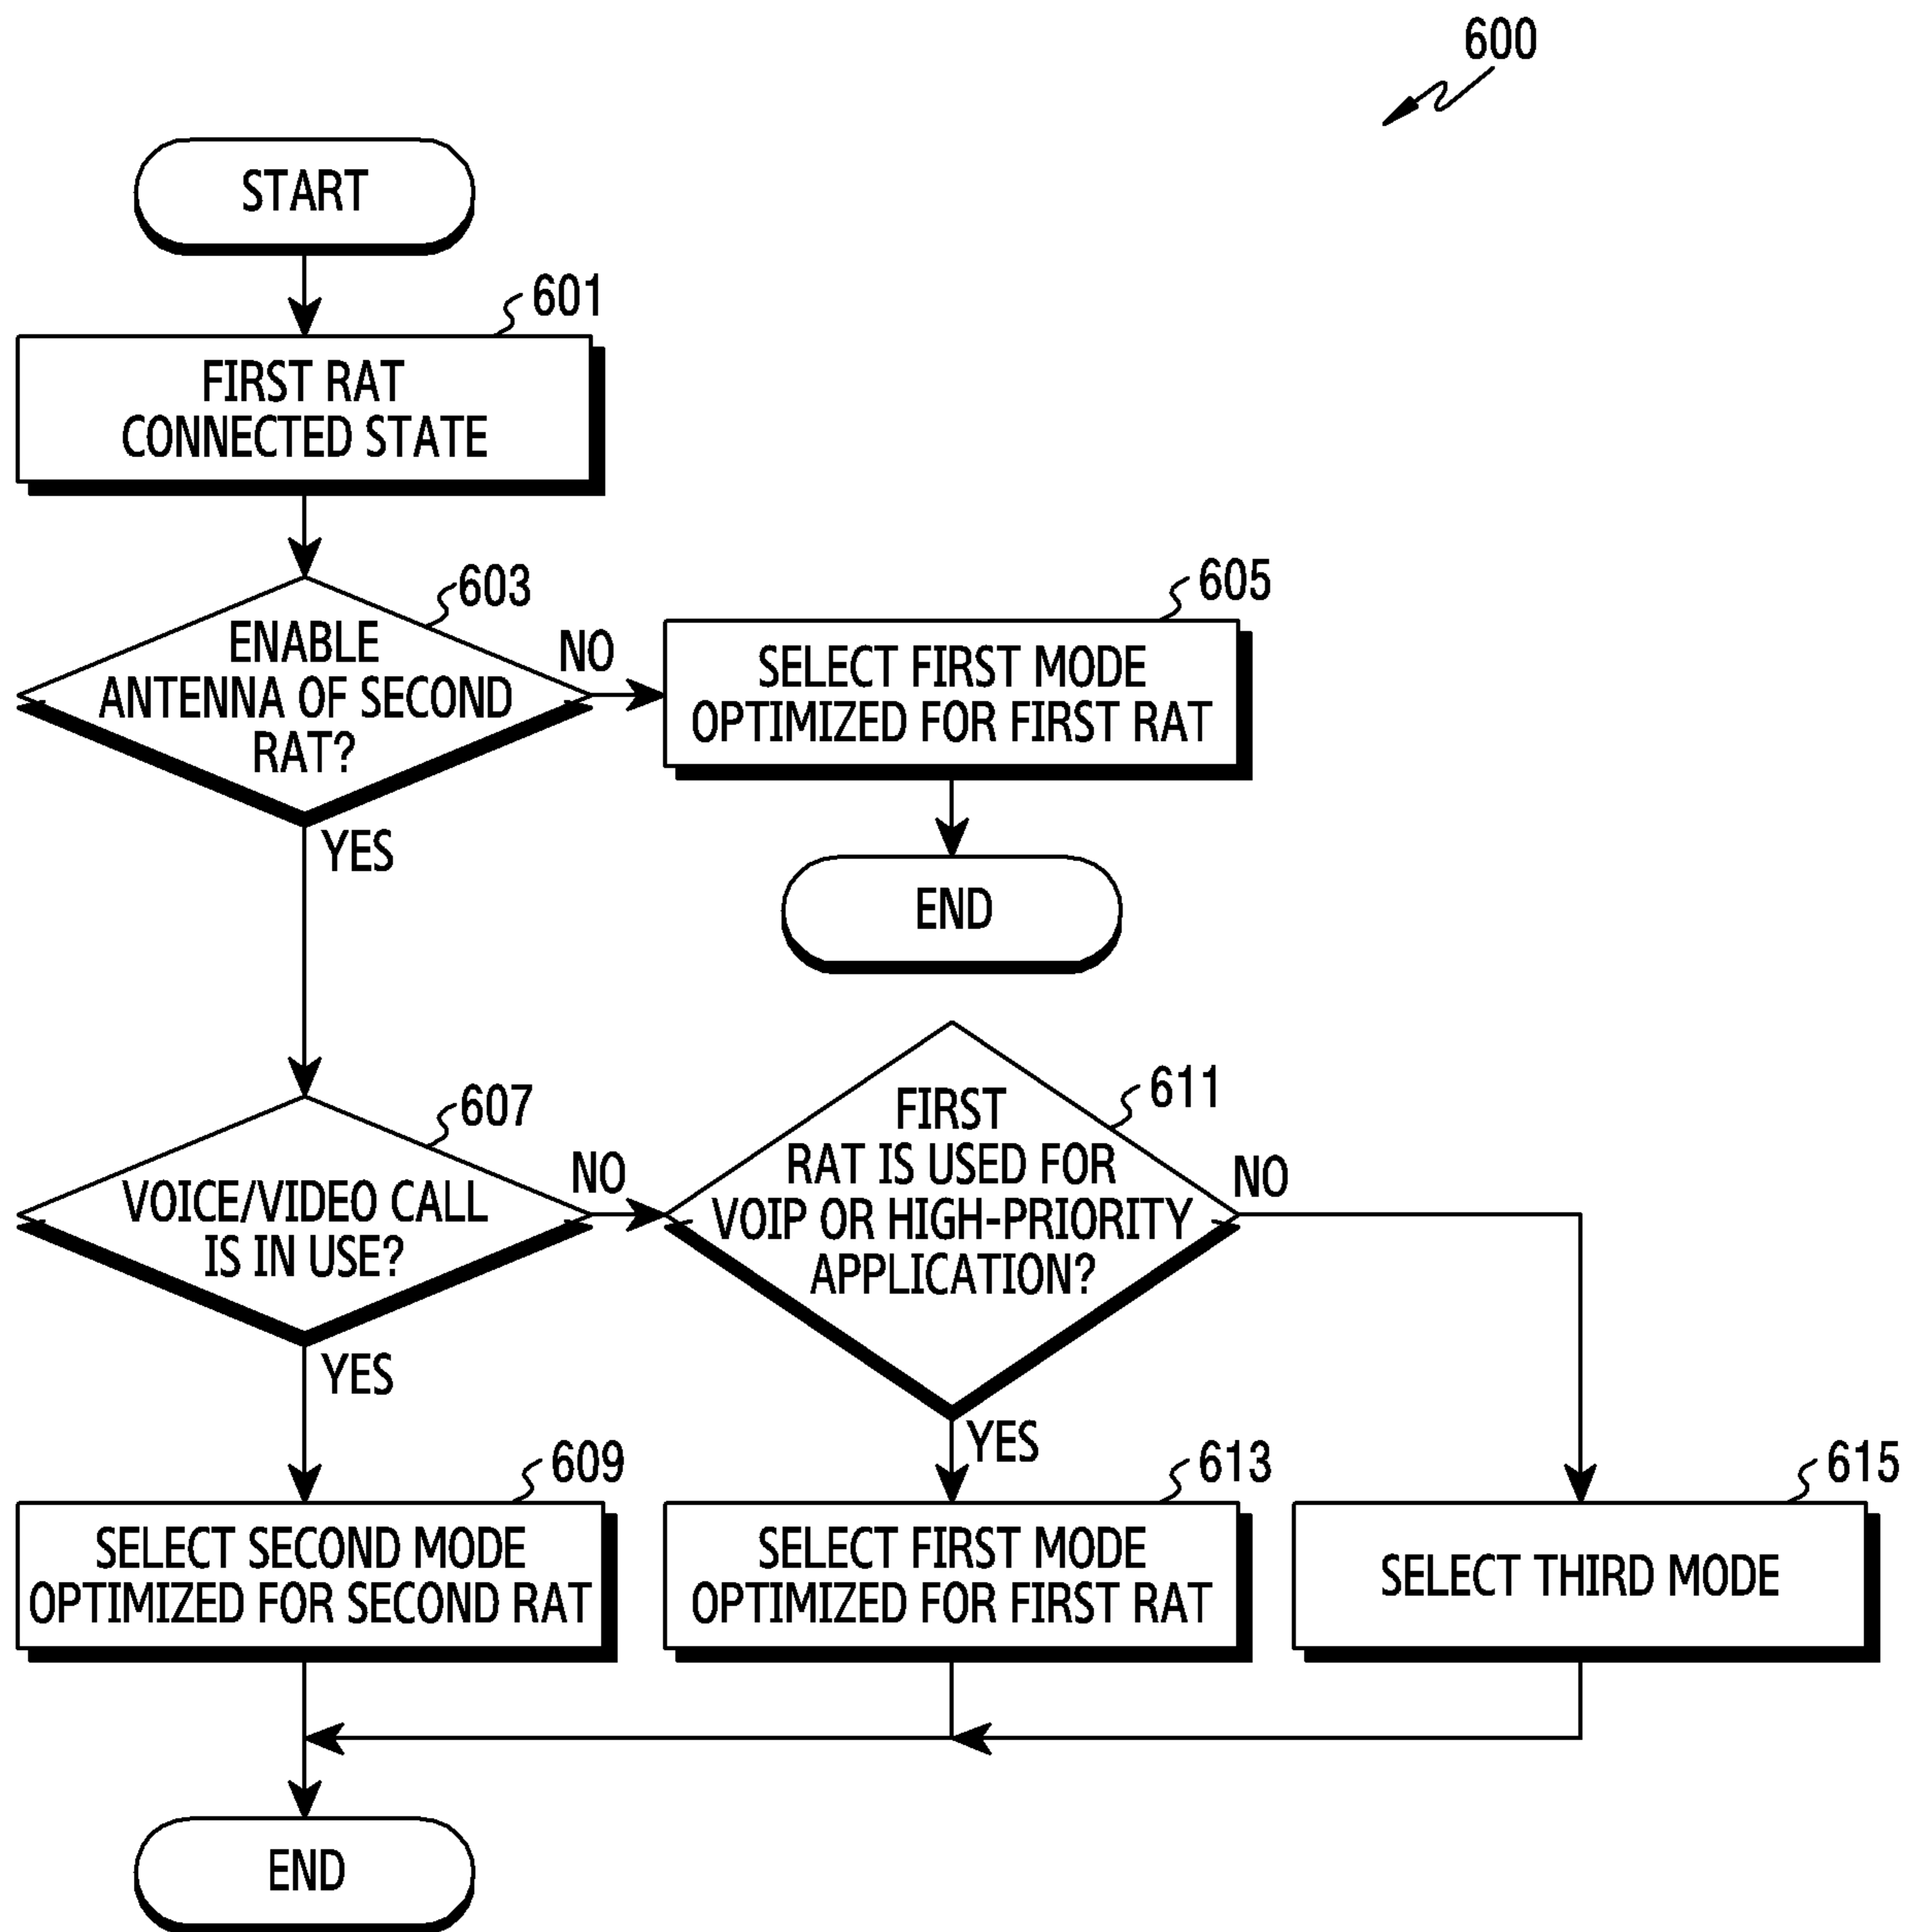 600
START
601
FIRST RAT
CONNECTED STATE
603
ENABLE
ANTENNA OF SECOND
RAT?
NO
YES
605
SELECT FIRST MODE
OPTIMIZED FOR FIRST RAT
END
607
VOICE/VIDEO CALL
IS IN USE?
NO
YES
611
FIRST
RAT IS USED FOR
VOIP OR HIGH-PRIORITY
APPLICATION?
NO
YES
609
SELECT SECOND MODE
OPTIMIZED FOR SECOND RAT
613
SELECT FIRST MODE
OPTIMIZED FOR FIRST RAT
615
SELECT THIRD MODE
END